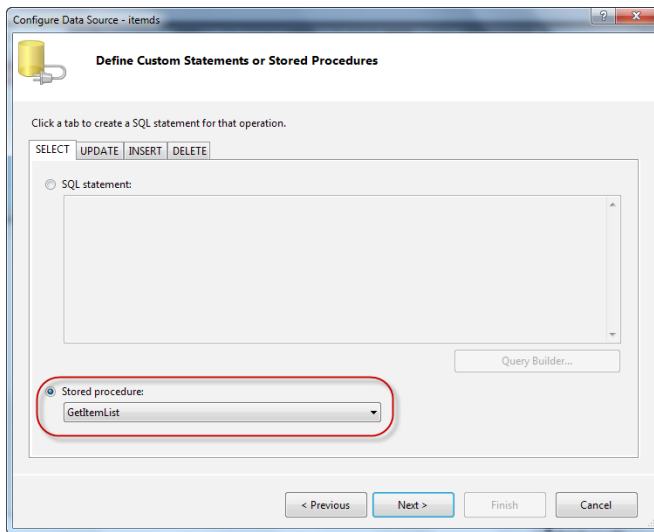 Configure Data Source - itemds
Define Custom Statements or Stored Procedures
Click a tab to create a SQL statement for that operation.
SELECT UPDATE INSERT DELETE
SQL statement:
Query Builder...
Stored procedure:
GetItemList
< Previous Next > Finish Cancel